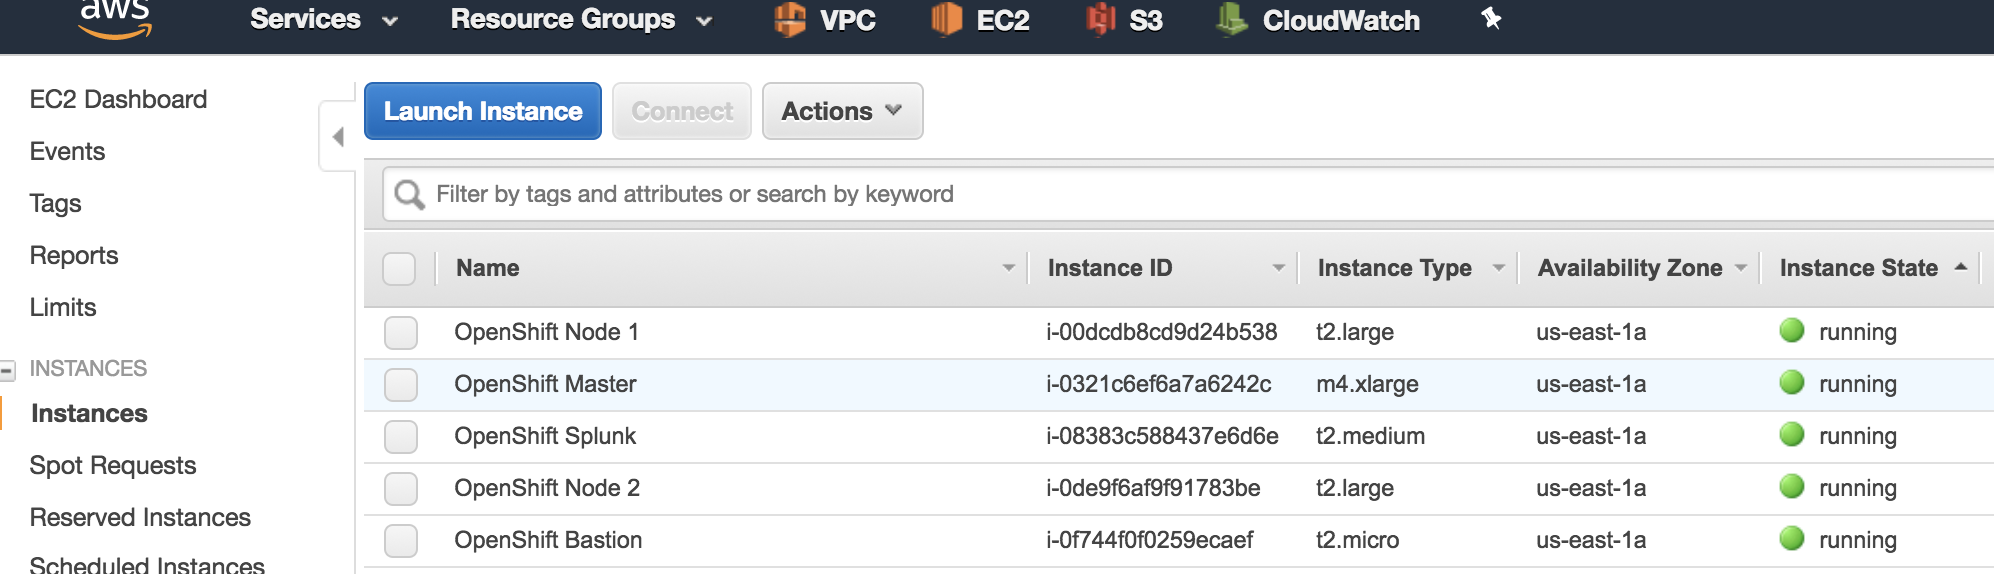 aws Services Resource Groups VPC EC2 S3 CloudWatch
EC2 Dashboard
Events
Tags
Reports
Limits
INSTANCES
Instances
Spot Requests
Reserved Instances
Scheduled Instances
Launch Instance Connect Actions
Filter by tags and attributes or search by keyword
Name Instance ID Instance Type Availability Zone Instance State
OpenShift Node 1 i-00dcdb8cd9d24b538 t2.large us-east-1a running
OpenShift Master i-0321c6ef6a7a6242c m4.xlarge us-east-1a running
OpenShift Splunk i-08383c588437e6d6e t2.medium us-east-1a running
OpenShift Node 2 i-0de9f6af9f91783be t2.large us-east-1a running
OpenShift Bastion i-0f744f0f0259ecaef t2.micro us-east-1a running